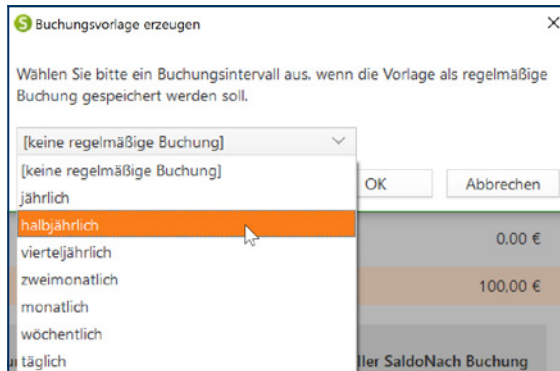 S Buchungsvorlage erzeugen
Wählen Sie bitte ein Buchungsintervall aus, wenn die Vorlage als regelmäßige
Buchung gespeichert werden soll.
[keine regelmäßige Buchung]
[keine regelmäßige Buchung]
OK Abbrechen
jährlich
halbjährlich
0,00 €
vierteljährlich
zweimonatlich
100,00 €
monatlich
wöchentlich
täglich
SaldoNach Buchung